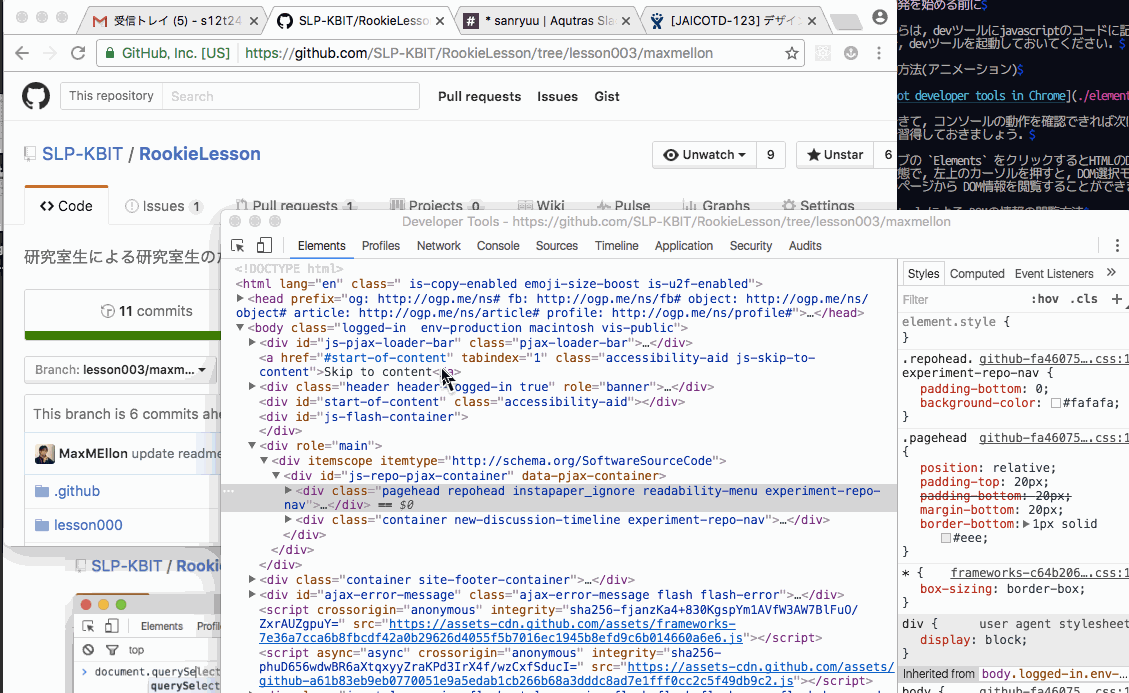 受信トレイ (5) - s12t24
SLP-KBIT/RookieLesso
* sanryuu | Aqutras Sla
[JAICOTD-123] デザイン
GitHub, Inc. [US]
https://github.com/SLP-KBIT/RookieLesson/tree/lesson003/maxmellon
This repository
Search
Pull requests
Issues
Gist
SLP-KBIT / RookieLesson
Unwatch
9
Unstar
6
Code
Issues 1
Pull requests 1
Projects 0
Wiki
Pulse
Graphs
Settings
研究室生による研究室生の
11 commits
Branch: lesson003/maxm...
This branch is 6 commits ahe
MaxMEllon update readme
.github
lesson000
SLP-KBIT / Rooki
Elements
top
document.querySelect
querySelect
発を始める前に$
らは, devツールにjavascriptのコードに記
, devツールを起動しておいてください. $
方法(アニメーション)$
ot developer tools in Chrome](./element
きて, コンソールの動作を確認できれば次に
習得しておきましょう. $
ブの `Elements` をクリックするとHTMLのD
態で, 左上のカーソルを押すと, DOM選択モ
ページから DOM情報を閲覧することができま
Developer Tools - https://github.com/SLP-KBIT/RookieLesson/tree/lesson003/maxmellon
Elements
Profiles
Network
Console
Sources
Timeline
Application
Security
Audits
<!DOCTYPE html>
<html lang="en" class=" is-copy-enabled emoji-size-boost is-u2f-enabled">
<head prefix="og: http://ogp.me/ns# fb: http://ogp.me/ns/fb# object: http://ogp.me/ns/
object# article: http://ogp.me/ns/article# profile: http://ogp.me/ns/profile#">…</head>
<body class="logged-in  env-production macintosh vis-public">
<div id="js-pjax-loader-bar" class="pjax-loader-bar">…</div>
<a href="#start-of-content" tabindex="1" class="accessibility-aid js-skip-to-
content">Skip to content</a>
<div class="header header-logged-in true" role="banner">…</div>
<div id="start-of-content" class="accessibility-aid"></div>
<div id="js-flash-container">
</div>
<div role="main">
<div itemscope itemtype="http://schema.org/SoftwareSourceCode">
<div id="js-repo-pjax-container" data-pjax-container>
<div class="pagehead repohead instapaper_ignore readability-menu experiment-repo-
nav">…</div> == $0
<div class="container new-discussion-timeline experiment-repo-nav">…</div>
</div>
</div>
</div>
<div class="container site-footer-container">…</div>
<div id="ajax-error-message" class="ajax-error-message flash flash-error">…</div>
<script crossorigin="anonymous" integrity="sha256-fjanzKa4+830KgspYm1AVfW3AW7BlFuO/
ZxrAUZgpuY=" src="https://assets-cdn.github.com/assets/frameworks-
7e36a7cca6b8fbcdf42a0b29626d4055f5b7016ec1945b8efd9c6b014660a6e6.js"></script>
<script async="async" crossorigin="anonymous" integrity="sha256-
phuD656wdwBR6aXtqxyyZraKPd3IrX4f/wzCxfSducI=" src="https://assets-cdn.github.com/assets/
github-a61b83eb9eb0770051e9a5edab1cb266b68a3dddc8ad7e1fff0cc2c5f49db9c2.js"></script>
Styles
Computed
Event Listeners
Filter
:hov
.cls
element.style {
}
.repohead. github-fa46075….css:1
experiment-repo-nav {
padding-bottom: 0;
background-color: #fafafa;
}
.pagehead github-fa46075….css:1
{
position: relative;
padding-top: 20px;
padding-bottom: 20px;
margin-bottom: 20px;
border-bottom: 1px solid
#eee;
}
* { frameworks-c64b206….css:1
box-sizing: border-box;
}
div { user agent stylesheet
display: block;
}
Inherited from body.logged-in.env-…
body { github-fa46075….css:1